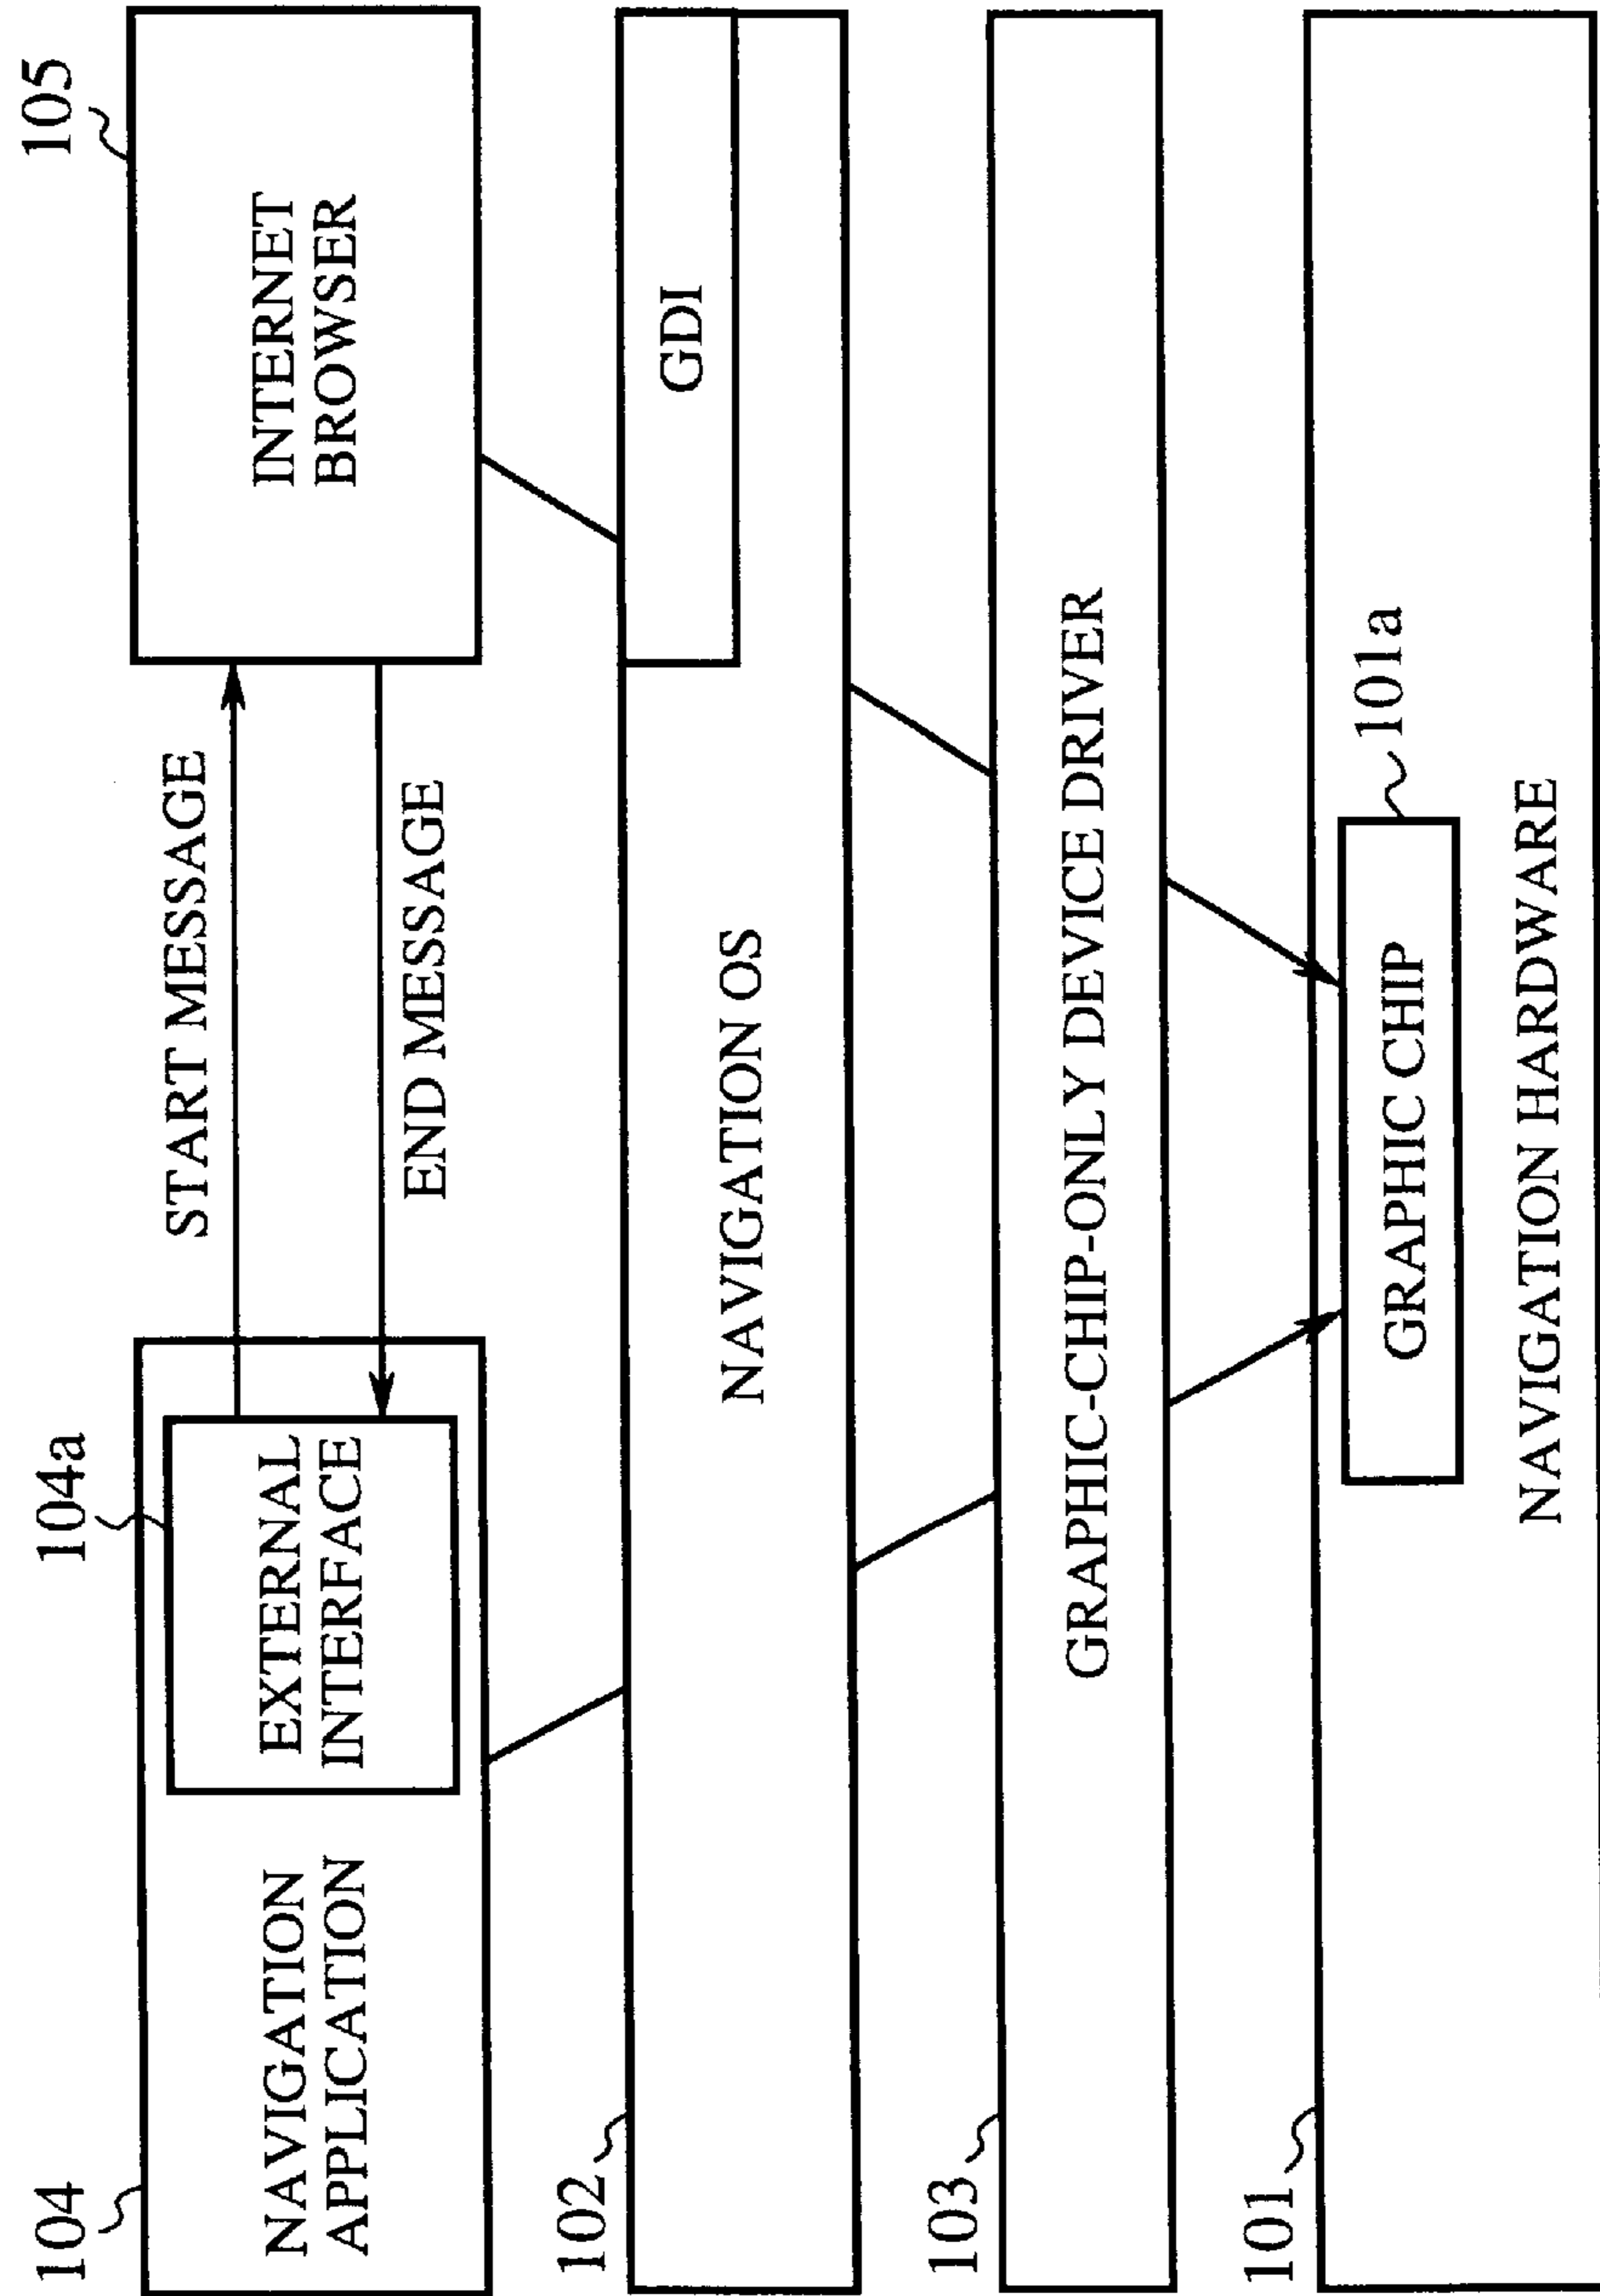 104
104a
105
NAVIGATION
APPLICATION
EXTERNAL
INTERFACE
START MESSAGE
END MESSAGE
INTERNET
BROWSER
102
NAVIGATION OS
GDI
103
GRAPHIC-CHIP-ONLY DEVICE DRIVER
101
101a
GRAPHIC CHIP
NAVIGATION HARDWARE